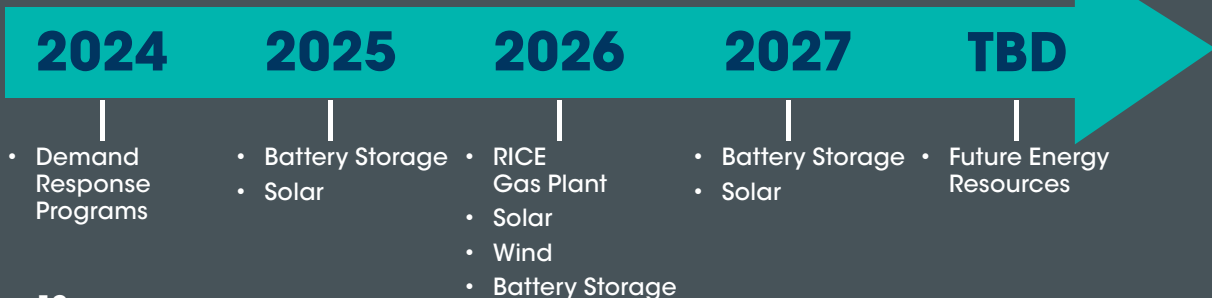 2024 2025 2026 2027 TBD
• Demand
Response
Programs
• Battery Storage
• Solar
• RICE
Gas Plant
• Solar
• Wind
• Battery Storage
• Battery Storage
• Solar
• Future Energy
Resources